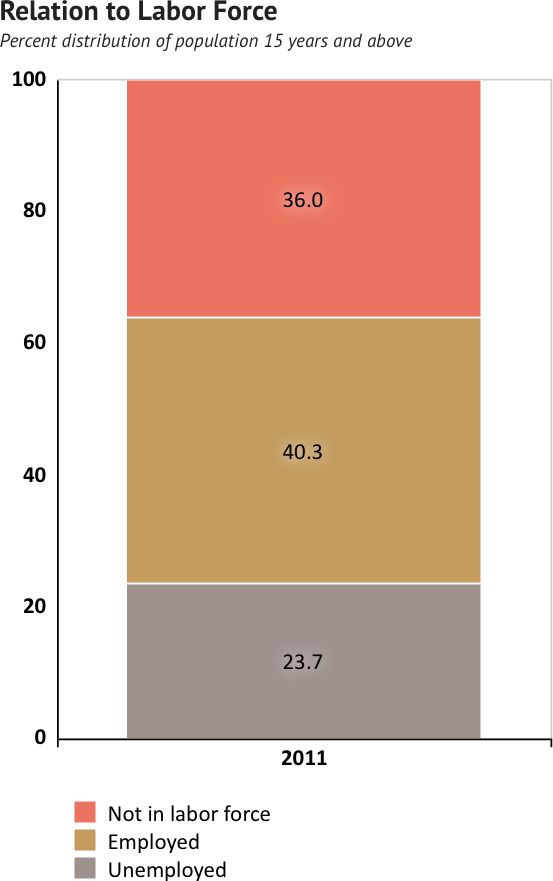 Relation to Labor Force
Percent distribution of population 15 years and above
100
36.0
80
60
40.3
40
20
23.7
0
2011
Not in labor force
Employed
Unemployed